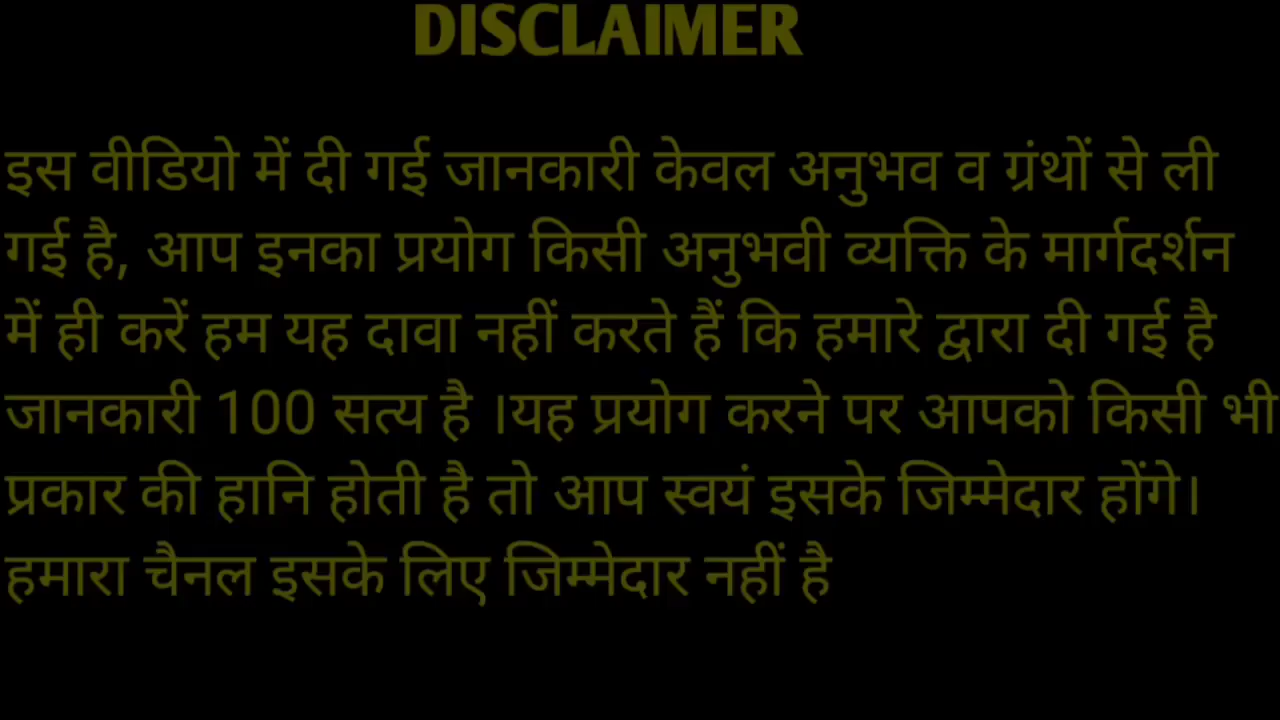 DISCLAIMER
इस वीडियो में दी गई जानकारी केवल अनुभव व ग्रंथों से ली
गई है, आप इनका प्रयोग किसी अनुभवी व्यक्ति के मार्गदर्शन
में ही करें हम यह दावा नहीं करते हैं कि हमारे द्वारा दी गई है
जानकारी 100 सत्य है ।यह प्रयोग करने पर आपको किसी भी
प्रकार की हानि होती है तो आप स्वयं इसके जिम्मेदार होंगे।
हमारा चैनल इसके लिए जिम्मेदार नहीं है